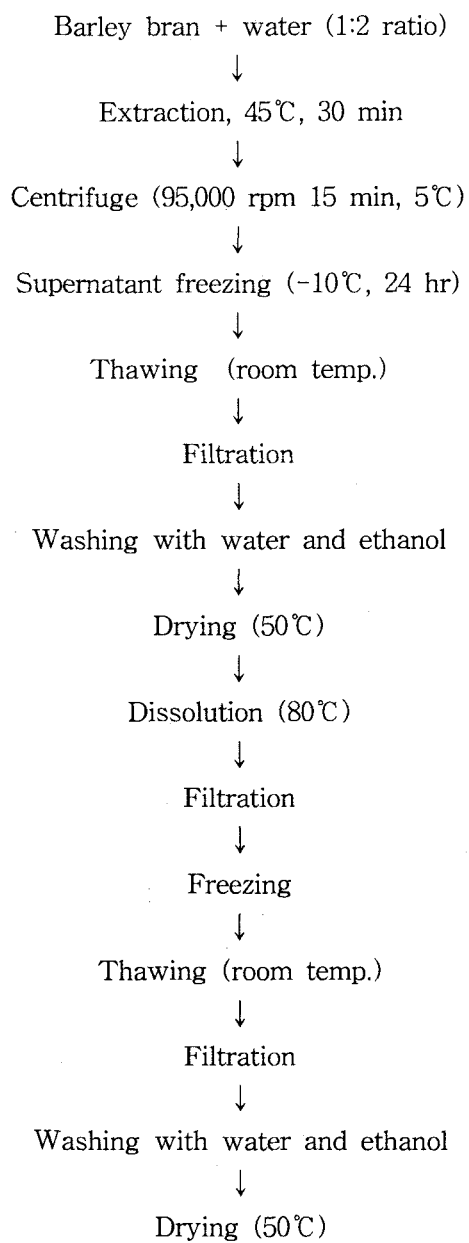 Barley bran + water (1:2 ratio)
↓
Extraction, 45℃, 30 min
↓
Centrifuge (95,000 rpm 15 min, 5℃)
↓
Supernatant freezing (-10℃, 24 hr)
↓
Thawing (room temp.)
↓
Filtration
↓
Washing with water and ethanol
↓
Drying (50℃)
↓
Dissolution (80℃)
↓
Filtration
↓
Freezing
↓
Thawing (room temp.)
↓
Filtration
↓
Washing with water and ethanol
↓
Drying (50℃)